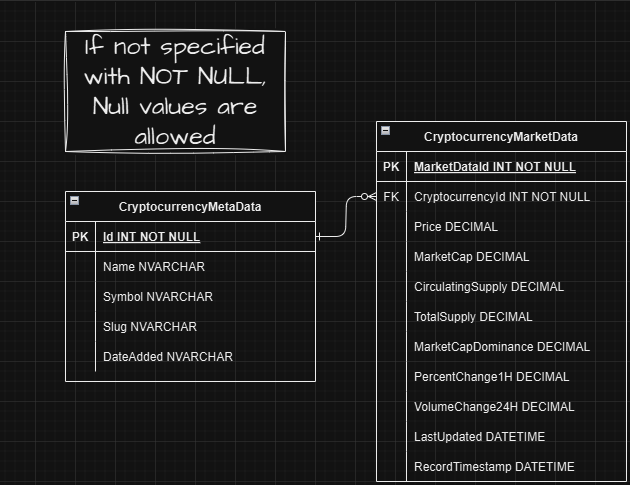 If not specified
with NOT NULL,
Null values are
allowed
CryptocurrencyMetaData
PK Id INT NOT NULL
Name NVARCHAR
Symbol NVARCHAR
Slug NVARCHAR
DateAdded NVARCHAR
CryptocurrencyMarketData
PK MarketDataId INT NOT NULL
FK CryptocurrencyId INT NOT NULL
Price DECIMAL
MarketCap DECIMAL
CirculatingSupply DECIMAL
TotalSupply DECIMAL
MarketCapDominance DECIMAL
PercentChange1H DECIMAL
VolumeChange24H DECIMAL
LastUpdated DATETIME
RecordTimestamp DATETIME